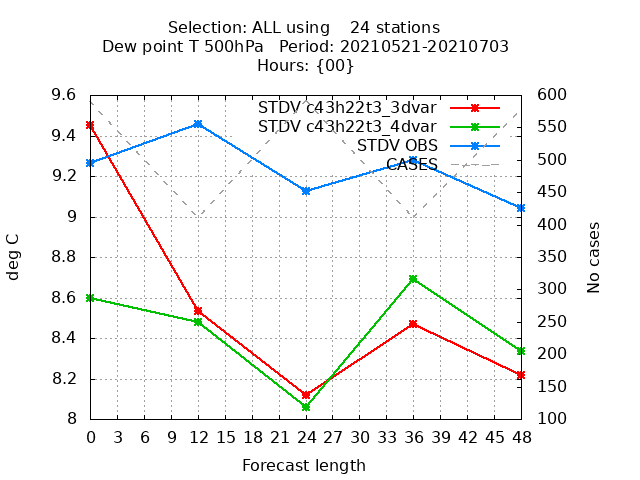 Selection: ALL using    24 stations
Dew point T 500hPa   Period: 20210521-20210703
Hours: {00}
STDV c43h22t3_3dvar
STDV c43h22t3_4dvar
STDV OBS
CASES
9.6
9.4
9.2
9
8.8
8.6
8.4
8.2
8
600
550
500
450
400
350
300
250
200
150
100
deg C
No cases
0 3 6 9 12 15 18 21 24 27 30 33 36 39 42 45 48
Forecast length